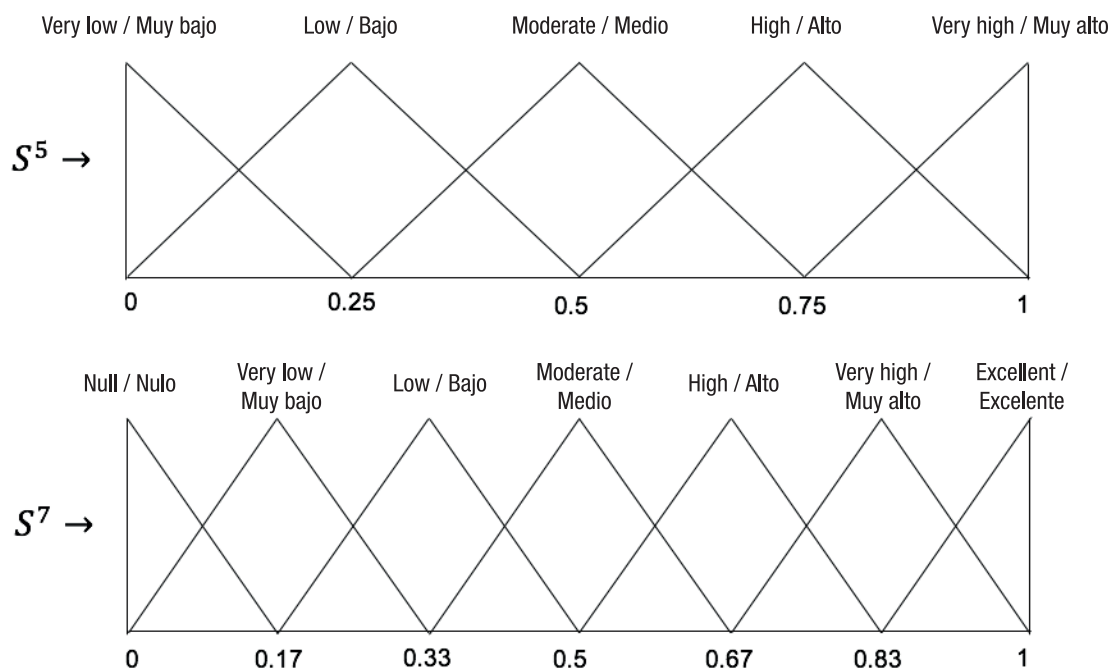 Very low / Muy bajo Low / Bajo Moderate / Medio High / Alto Very high / Muy alto
S⁵ →
0 0.25 0.5 0.75 1
Null / Nulo Very low / Muy bajo Low / Bajo Moderate / Medio High / Alto Very high / Muy alto Excellent / Excelente
S⁷ →
0 0.17 0.33 0.5 0.67 0.83 1